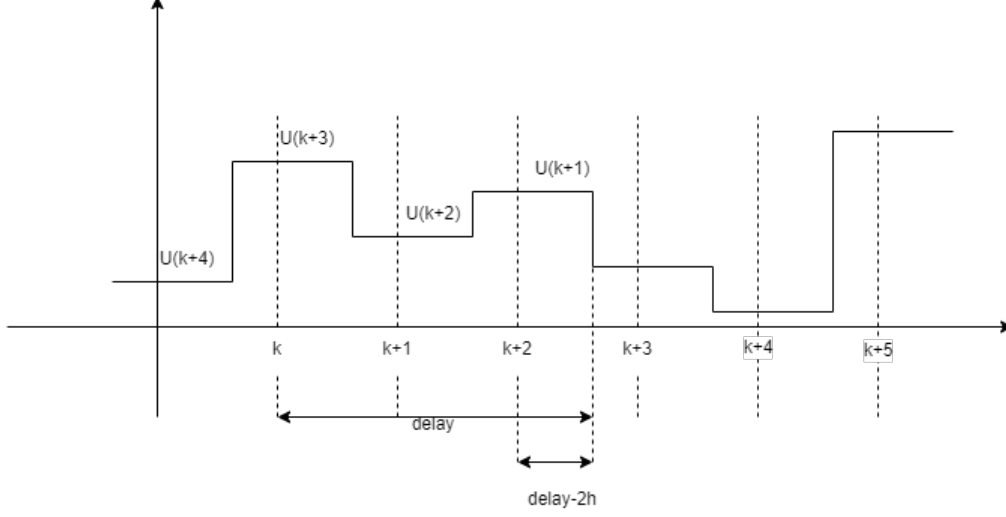 U(k+3)
U(k+1)
U(k+2)
U(k+4)
k
k+1
k+2
k+3
k+4
k+5
delay
delay-2h